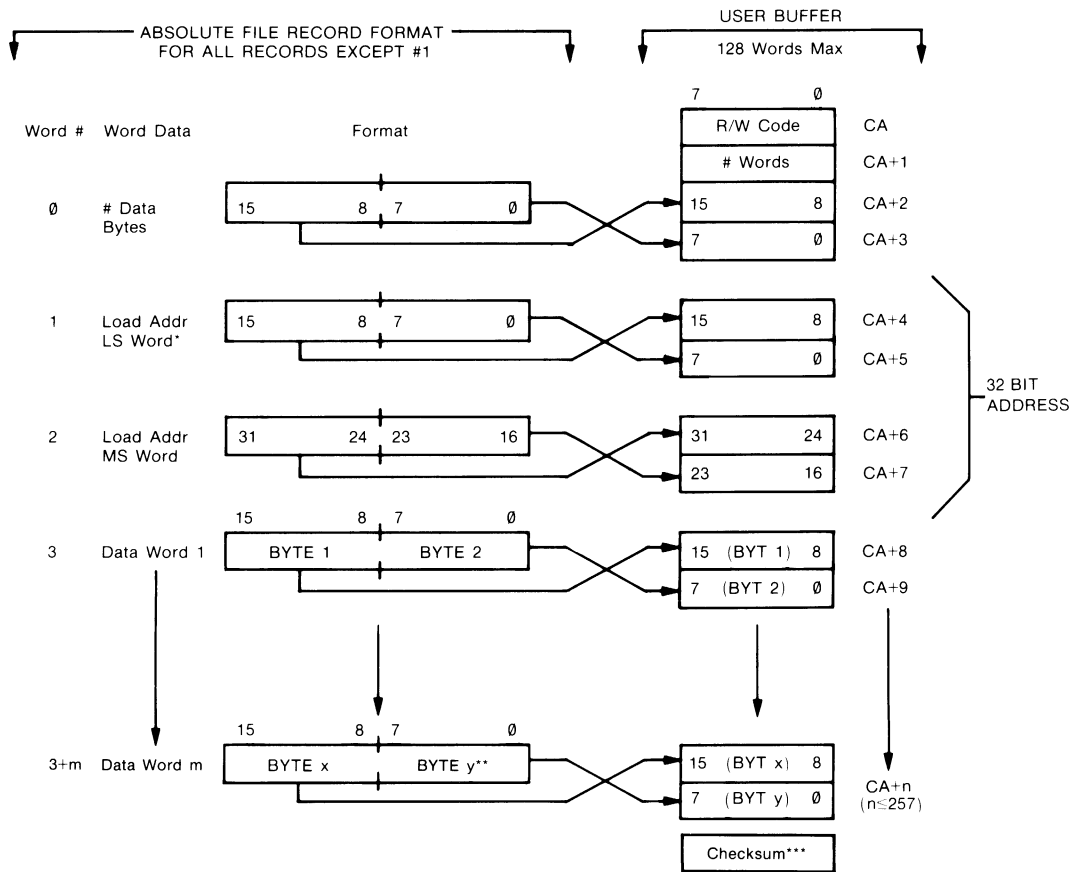 ABSOLUTE FILE RECORD FORMAT
FOR ALL RECORDS EXCEPT #1
USER BUFFER
128 Words Max
7 Ø
Word # Word Data Format
R/W Code CA
# Words CA+1
Ø # Data
Bytes
15 8 7 Ø
15 8 CA+2
7 Ø CA+3
1 Load Addr
LS Word*
15 8 7 Ø
15 8 CA+4
7 Ø CA+5
32 BIT
ADDRESS
2 Load Addr
MS Word
31 24 23 16
31 24 CA+6
23 16 CA+7
15 8 7 Ø
3 Data Word 1 BYTE 1 BYTE 2
15 (BYT 1) 8 CA+8
7 (BYT 2) Ø CA+9
15 8 7 Ø
3+m Data Word m BYTE x BYTE y**
15 (BYT x) 8
7 (BYT y) Ø
CA+n
(n≤257)
Checksum***